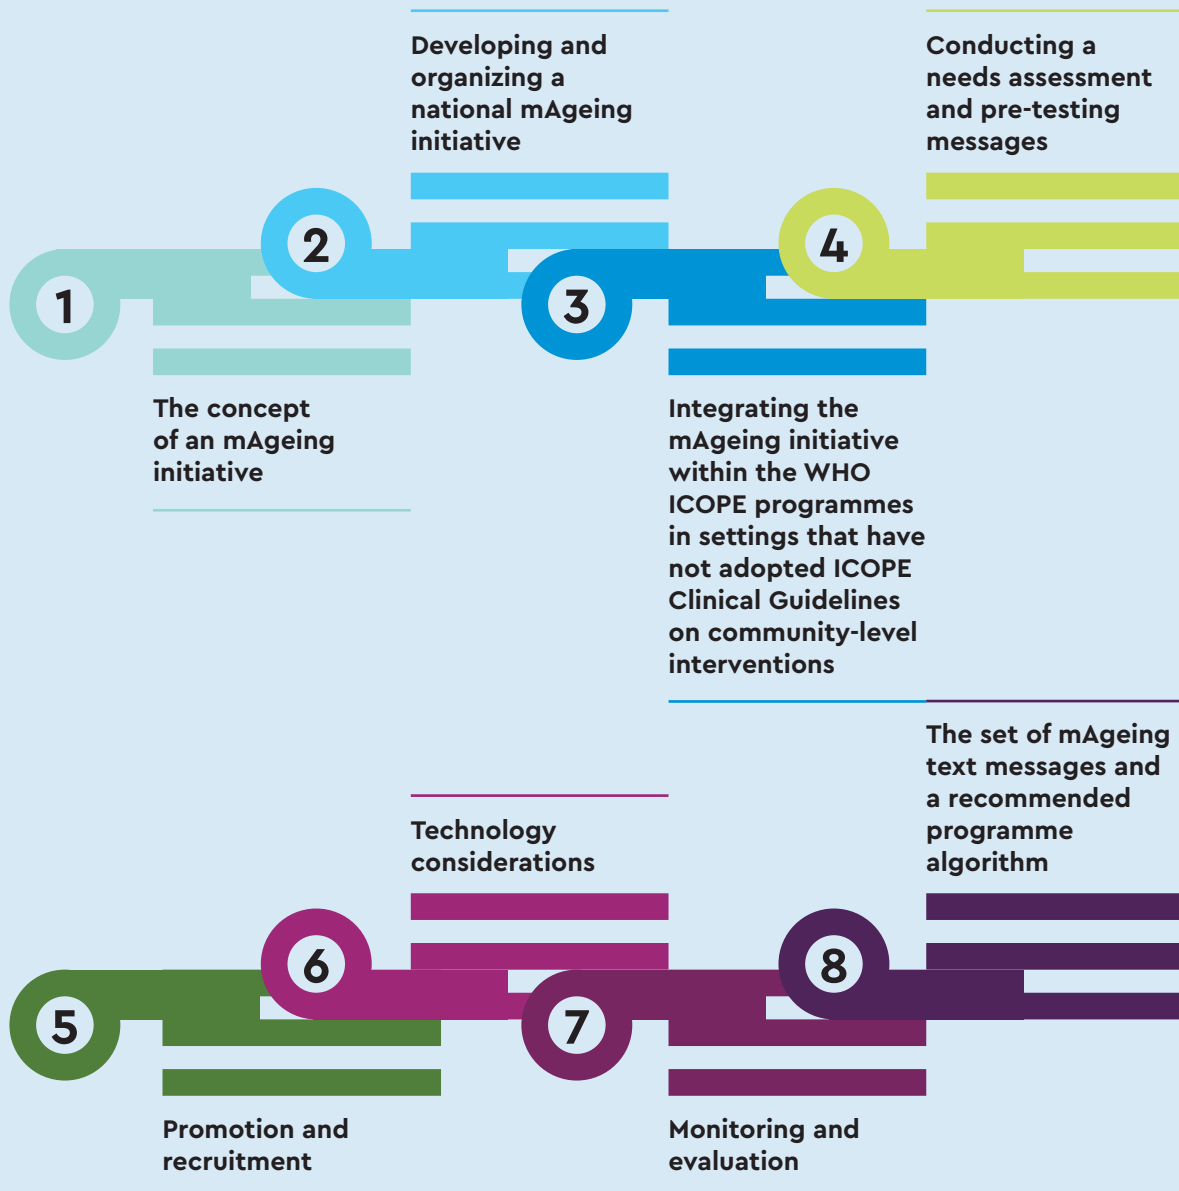 1
The concept
of an mAgeing
initiative
2
Developing and
organizing a
national mAgeing
initiative
3
Integrating the
mAgeing initiative
within the WHO
ICOPE programmes
in settings that have
not adopted ICOPE
Clinical Guidelines
on community-level
interventions
4
Conducting a
needs assessment
and pre-testing
messages
5
Promotion and
recruitment
6
Technology
considerations
7
Monitoring and
evaluation
8
The set of mAgeing
text messages and
a recommended
programme
algorithm